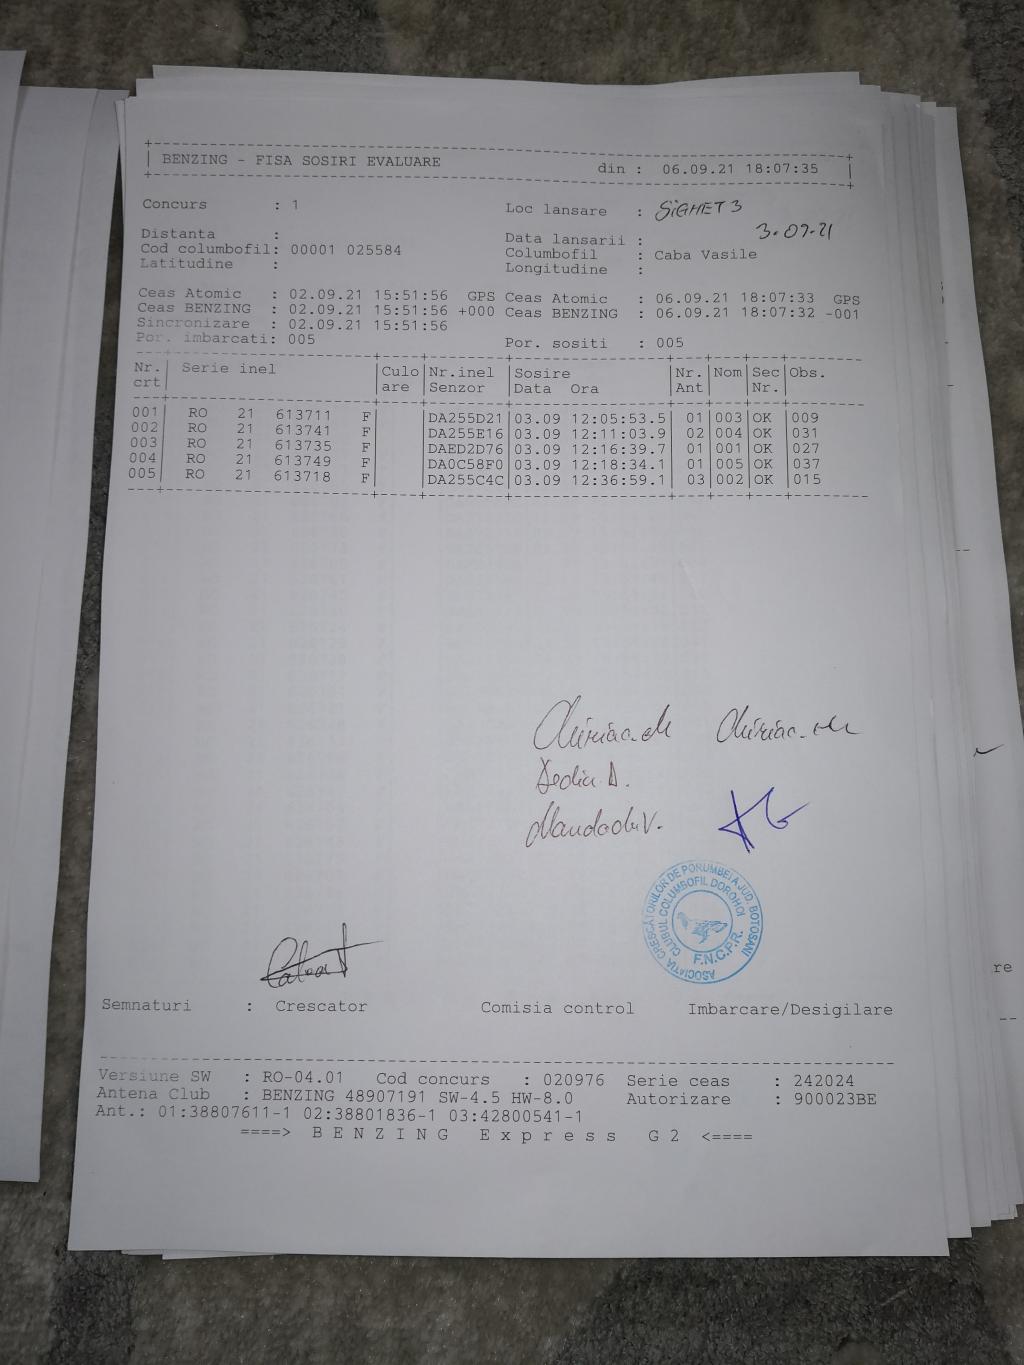 BENZING - FISA SOSIRI EVALUARE din : 06.09.21 18:07:35
Concurs : 1 Loc lansare : SIGHET 3
Distanta : Data lansarii : 3.09.21
Cod columbofil: 00001 025584 Columbofil : Caba Vasile
Latitudine : Longitudine :
Ceas Atomic : 02.09.21 15:51:56 GPS Ceas Atomic : 06.09.21 18:07:33 GPS
Ceas BENZING : 02.09.21 15:51:56 +000 Ceas BENZING : 06.09.21 18:07:32 -001
Sincronizare : 02.09.21 15:51:56
Por. imbarcati: 005 Por. sositi : 005
Nr. Serie inel Culo Nr.inel Sosire Nr. Nom Sec Obs.
crt are Senzor Data Ora Ant Nr.
001 RO 21 613711 F DA255D21 03.09 12:05:53.5 01 003 OK 009
002 RO 21 613741 F DA255E16 03.09 12:11:03.9 02 004 OK 031
003 RO 21 613735 F DAED2D76 03.09 12:16:39.7 01 001 OK 027
004 RO 21 613749 F DA0C58F0 03.09 12:18:34.1 01 005 OK 037
005 RO 21 613718 F DA255C4C 03.09 12:36:59.1 03 002 OK 015
ASOCIATIA CRESCĂTORILOR DE PORUMBEI A JUD. BOTOSANI
CLUBUL COLUMBOFIL DOROHOI
F.N.C.P.R.
Semnaturi : Crescator Comisia control Imbarcare/Desigilare
Versiune SW : RO-04.01 Cod concurs : 020976 Serie ceas : 242024
Antena Club : BENZING 48907191 SW-4.5 HW-8.0 Autorizare : 900023BE
Ant.: 01:38807611-1 02:38801836-1 03:42800541-1
====> B E N Z I N G E x p r e s s G 2 <====